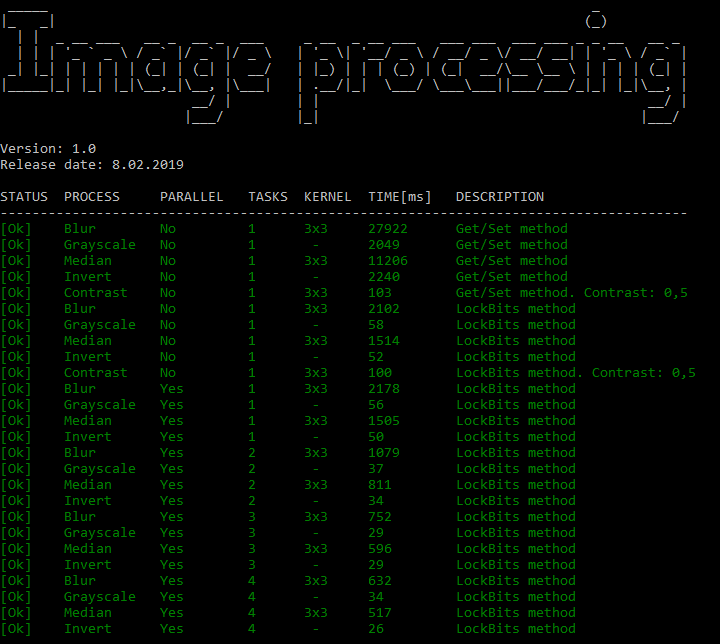 Image processing
Version: 1.0
Release date: 8.02.2019
STATUS PROCESS PARALLEL TASKS KERNEL TIME[ms] DESCRIPTION
[Ok] Blur No 1 3x3 27922 Get/Set method
[Ok] Grayscale No 1 - 2049 Get/Set method
[Ok] Median No 1 3x3 11206 Get/Set method
[Ok] Invert No 1 - 2240 Get/Set method
[Ok] Contrast No 1 3x3 103 Get/Set method. Contrast: 0,5
[Ok] Blur No 1 3x3 2102 LockBits method
[Ok] Grayscale No 1 - 58 LockBits method
[Ok] Median No 1 3x3 1514 LockBits method
[Ok] Invert No 1 - 52 LockBits method
[Ok] Contrast No 1 3x3 100 LockBits method. Contrast: 0,5
[Ok] Blur Yes 1 3x3 2178 LockBits method
[Ok] Grayscale Yes 1 - 56 LockBits method
[Ok] Median Yes 1 3x3 1505 LockBits method
[Ok] Invert Yes 1 - 50 LockBits method
[Ok] Blur Yes 2 3x3 1079 LockBits method
[Ok] Grayscale Yes 2 - 37 LockBits method
[Ok] Median Yes 2 3x3 811 LockBits method
[Ok] Invert Yes 2 - 34 LockBits method
[Ok] Blur Yes 3 3x3 752 LockBits method
[Ok] Grayscale Yes 3 - 29 LockBits method
[Ok] Median Yes 3 3x3 596 LockBits method
[Ok] Invert Yes 3 - 29 LockBits method
[Ok] Blur Yes 4 3x3 632 LockBits method
[Ok] Grayscale Yes 4 - 34 LockBits method
[Ok] Median Yes 4 3x3 517 LockBits method
[Ok] Invert Yes 4 - 26 LockBits method